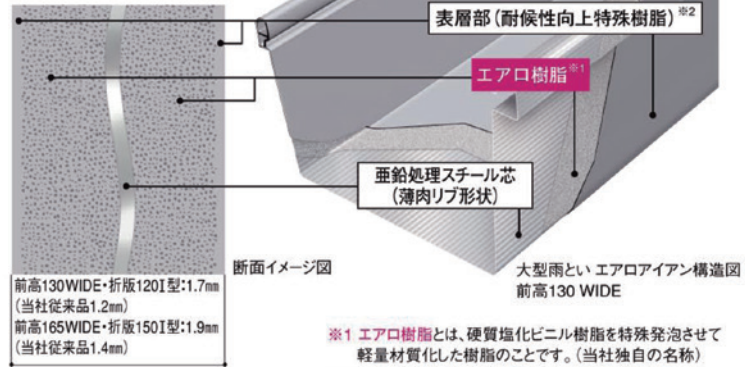 表層部(耐候性向上特殊樹脂)※2
エアロ樹脂※1
亜鉛処理スチール芯
(薄肉リブ形状)
断面イメージ図
大型雨とい エアロアイアン構造図
前高130 WIDE
前高130WIDE・折版120I型:1.7㎜
(当社従来品1.2㎜)
前高165WIDE・折版150I型:1.9㎜
(当社従来品1.4㎜)
※1 エアロ樹脂とは、硬質塩化ビニル樹脂を特殊発泡させて
軽量材質化した樹脂のことです。(当社独自の名称)